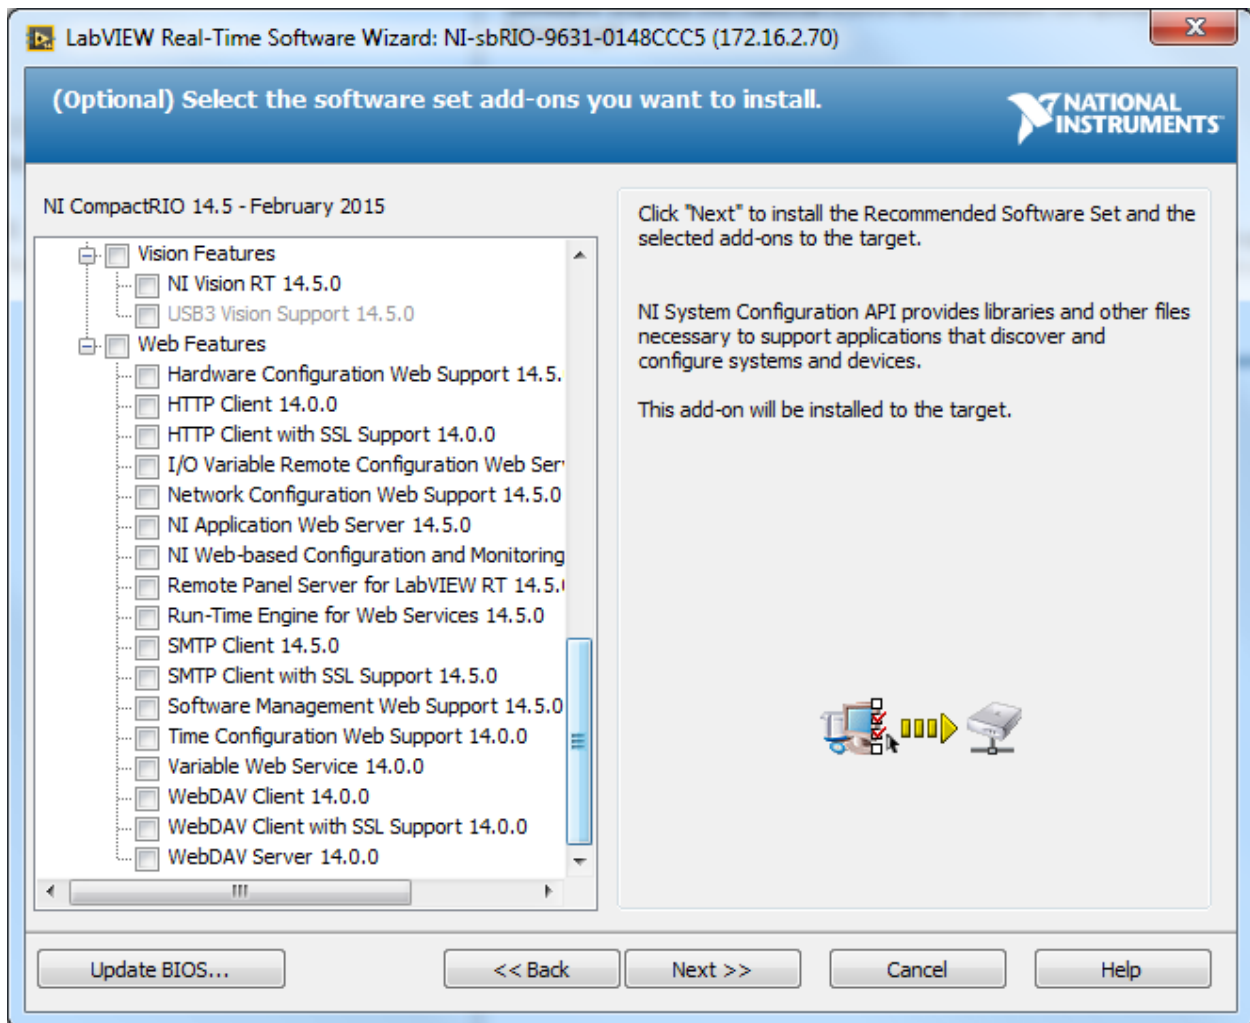 LabVIEW Real-Time Software Wizard: NI-sbRIO-9631-0148CCC5 (172.16.2.70)
x
(Optional) Select the software set add-ons you want to install.
NATIONAL
INSTRUMENTS
NI CompactRIO 14.5 - February 2015
Vision Features
NI Vision RT 14.5.0
USB3 Vision Support 14.5.0
Web Features
Hardware Configuration Web Support 14.5.
HTTP Client 14.0.0
HTTP Client with SSL Support 14.0.0
I/O Variable Remote Configuration Web Ser
Network Configuration Web Support 14.5.0
NI Application Web Server 14.5.0
NI Web-based Configuration and Monitoring
Remote Panel Server for LabVIEW RT 14.5.
Run-Time Engine for Web Services 14.5.0
SMTP Client 14.5.0
SMTP Client with SSL Support 14.5.0
Software Management Web Support 14.5.0
Time Configuration Web Support 14.0.0
Variable Web Service 14.0.0
WebDAV Client 14.0.0
WebDAV Client with SSL Support 14.0.0
WebDAV Server 14.0.0
Click "Next" to install the Recommended Software Set and the
selected add-ons to the target.
NI System Configuration API provides libraries and other files
necessary to support applications that discover and
configure systems and devices.
This add-on will be installed to the target.
Update BIOS...
<< Back
Next >>
Cancel
Help